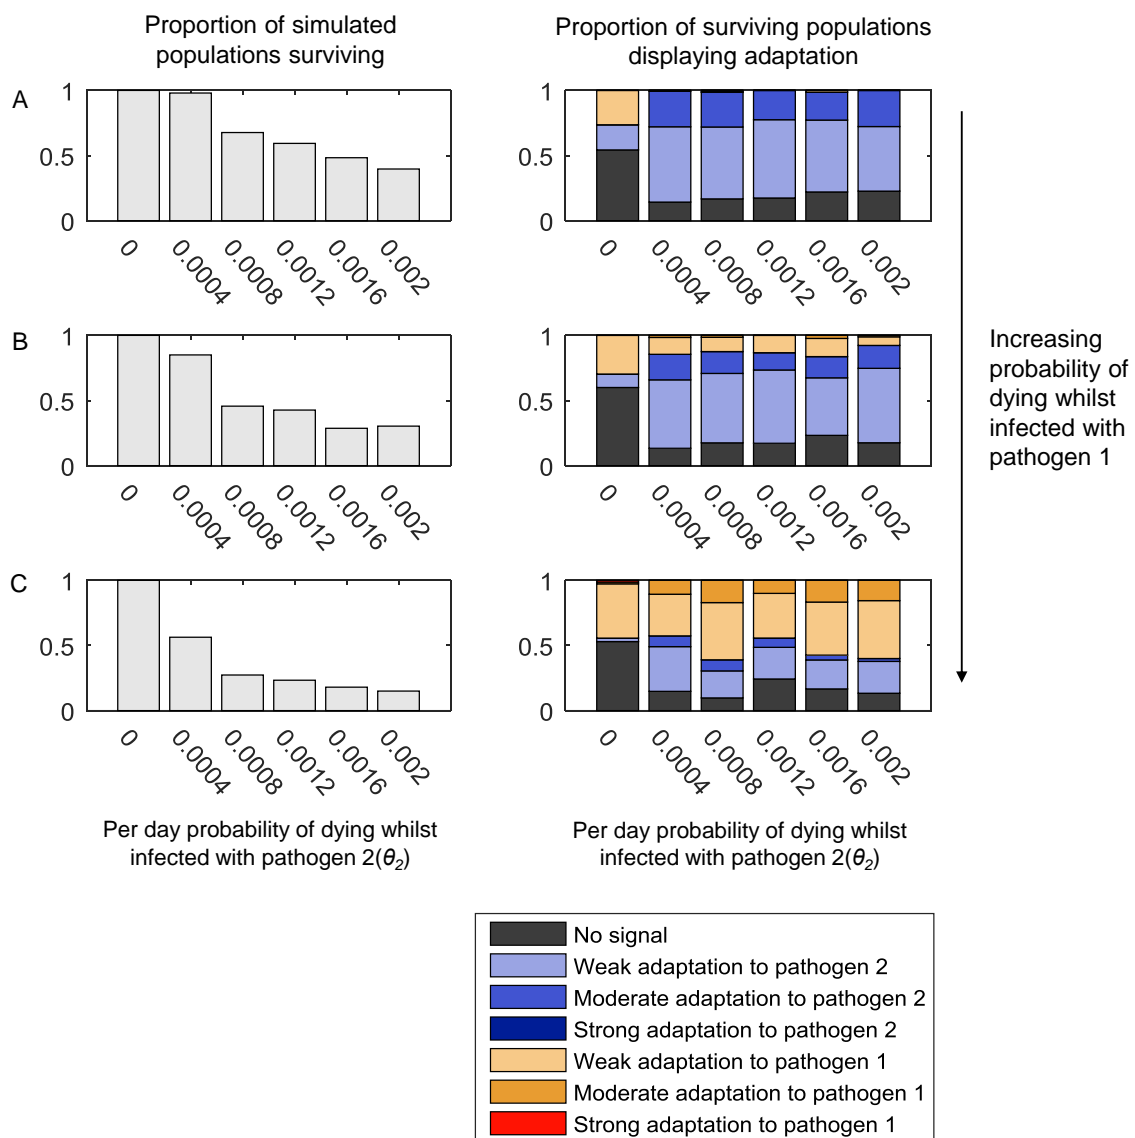 Proportion of simulated
populations surviving
Proportion of surviving populations
displaying adaptation
A
1
0.5
0
0
0.0004
0.0008
0.0012
0.0016
0.002
1
0.5
0
0
0.0004
0.0008
0.0012
0.0016
0.002
B
1
0.5
0
0
0.0004
0.0008
0.0012
0.0016
0.002
1
0.5
0
0
0.0004
0.0008
0.0012
0.0016
0.002
Increasing
probability of
dying whilst
infected with
pathogen 1
C
1
0.5
0
0
0.0004
0.0008
0.0012
0.0016
0.002
1
0.5
0
0
0.0004
0.0008
0.0012
0.0016
0.002
Per day probability of dying whilst
infected with pathogen 2(θ2)
Per day probability of dying whilst
infected with pathogen 2(θ2)
No signal
Weak adaptation to pathogen 2
Moderate adaptation to pathogen 2
Strong adaptation to pathogen 2
Weak adaptation to pathogen 1
Moderate adaptation to pathogen 1
Strong adaptation to pathogen 1